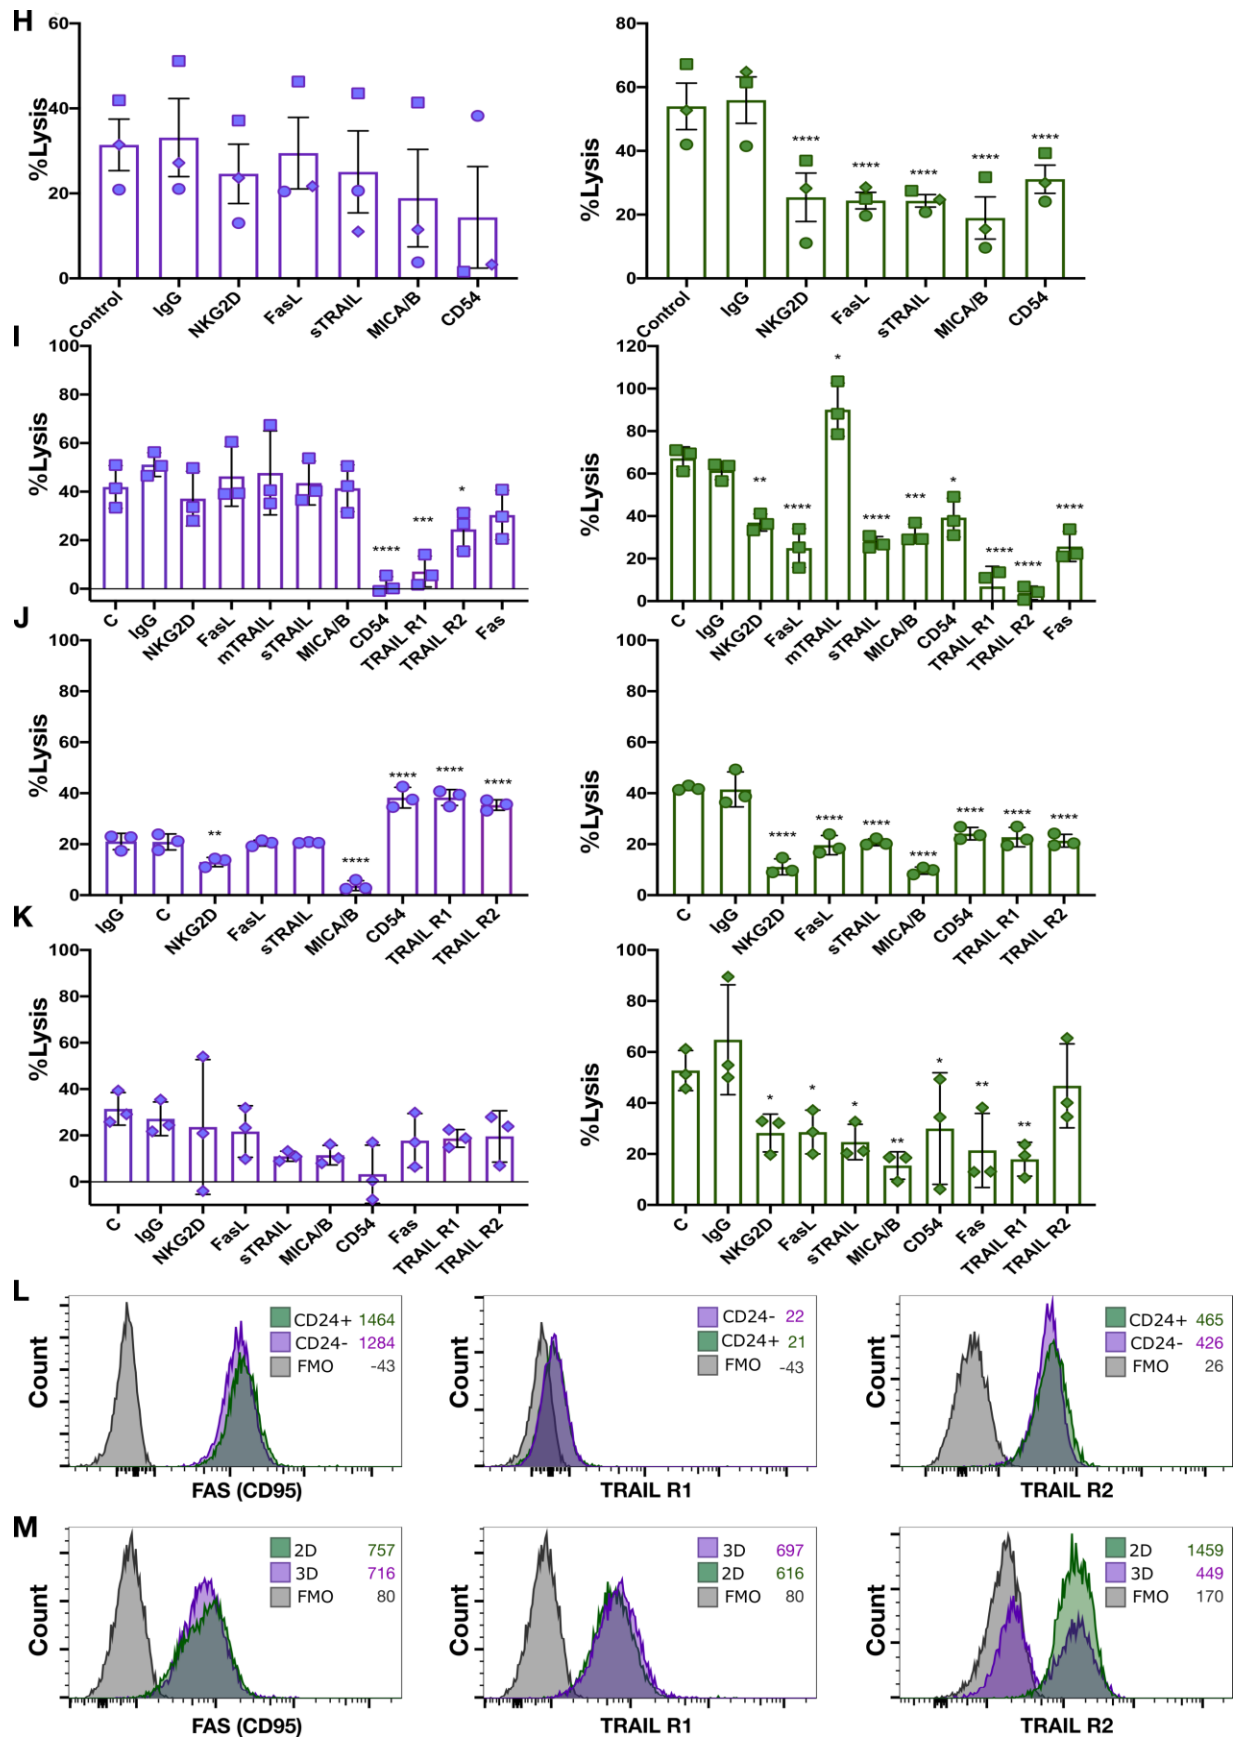 H
%Lysis
60
40
20
0
Control
IgG
NKG2D
FasL
sTRAIL
MICA/B
CD54
%Lysis
80
60
40
20
0
**** **** **** **** ****
Control
IgG
NKG2D
FasL
sTRAIL
MICA/B
CD54
I
%Lysis
100
80
60
40
20
0
**** *** *
C
IgG
NKG2D
FasL
mTRAIL
sTRAIL
MICA/B
CD54
TRAIL R1
TRAIL R2
Fas
%Lysis
120
100
80
60
40
20
0
** **** * **** *** * **** **** ****
C
IgG
NKG2D
FasL
mTRAIL
sTRAIL
MICA/B
CD54
TRAIL R1
TRAIL R2
Fas
J
%Lysis
100
80
60
40
20
0
** **** **** **** ****
IgG
C
NKG2D
FasL
sTRAIL
MICA/B
CD54
TRAIL R1
TRAIL R2
%Lysis
100
80
60
40
20
0
**** **** **** **** **** **** ****
C
IgG
NKG2D
FasL
sTRAIL
MICA/B
CD54
TRAIL R1
TRAIL R2
K
%Lysis
100
80
60
40
20
0
C
IgG
NKG2D
FasL
sTRAIL
MICA/B
CD54
Fas
TRAIL R1
TRAIL R2
%Lysis
100
80
60
40
20
0
* * * ** * ** **
C
IgG
NKG2D
FasL
sTRAIL
MICA/B
CD54
Fas
TRAIL R1
TRAIL R2
L
Count
CD24+ 1464
CD24- 1284
FMO -43
FAS (CD95)
Count
CD24- 22
CD24+ 21
FMO -43
TRAIL R1
Count
CD24+ 465
CD24- 426
FMO 26
TRAIL R2
M
Count
2D 757
3D 716
FMO 80
FAS (CD95)
Count
3D 697
2D 616
FMO 80
TRAIL R1
Count
2D 1459
3D 449
FMO 170
TRAIL R2